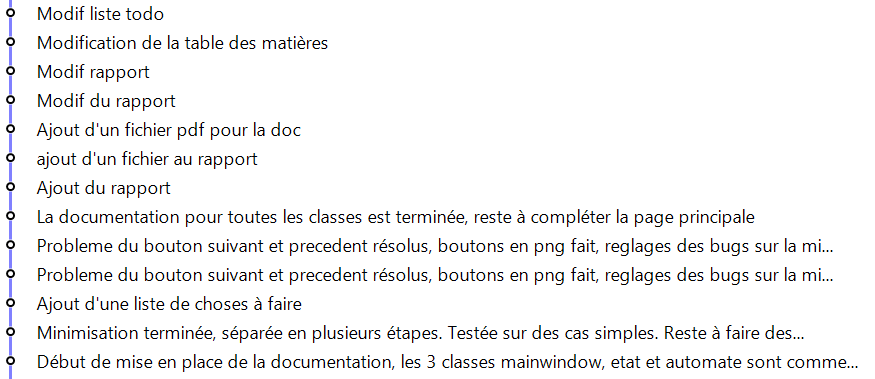 Modif liste todo
Modification de la table des matières
Modif rapport
Modif du rapport
Ajout d'un fichier pdf pour la doc
ajout d'un fichier au rapport
Ajout du rapport
La documentation pour toutes les classes est terminée, reste à compléter la page principale
Probleme du bouton suivant et precedent résolus, boutons en png fait, reglages des bugs sur la mi...
Probleme du bouton suivant et precedent résolus, boutons en png fait, reglages des bugs sur la mi...
Ajout d'une liste de choses à faire
Minimisation terminée, séparée en plusieurs étapes. Testée sur des cas simples. Reste à faire des...
Début de mise en place de la documentation, les 3 classes mainwindow, etat et automate sont comme...